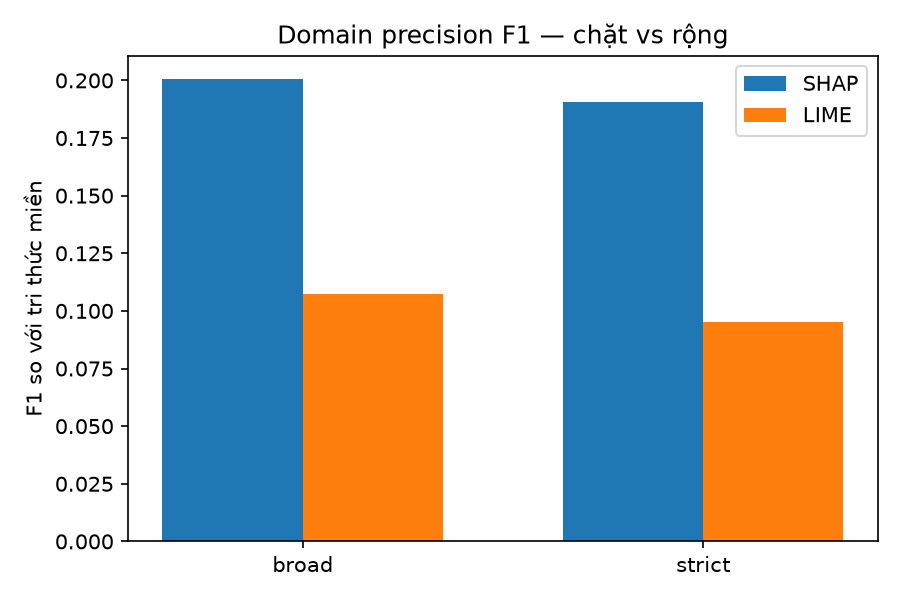 Domain precision F1 — chặt vs rộng
SHAP
LIME
F1 so với tri thức miền
0.200
0.175
0.150
0.125
0.100
0.075
0.050
0.025
0.000
broad
strict